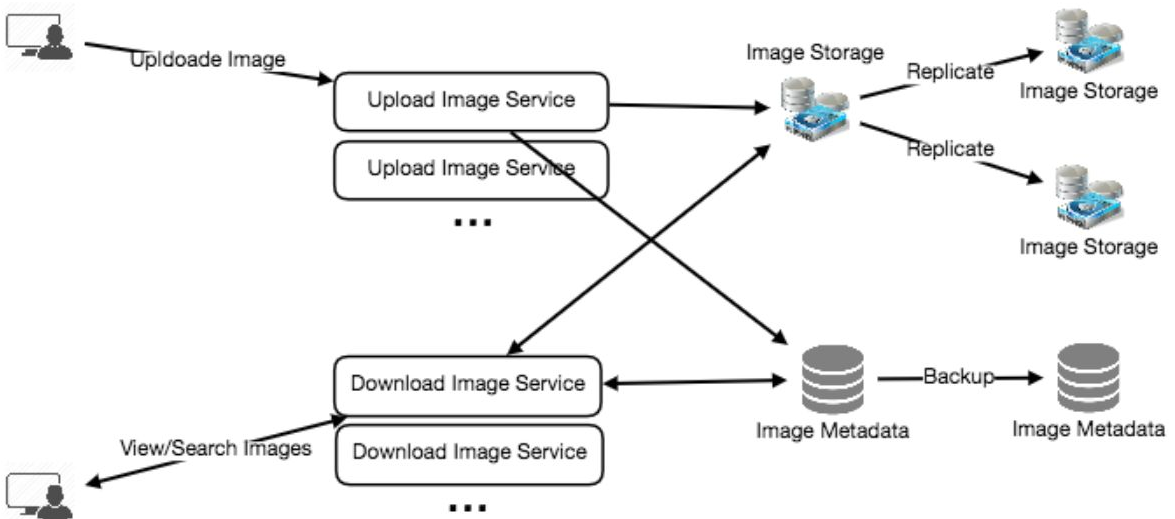 Upldoade Image
Image Storage
Upload Image Service
Replicate
Image Storage
Upload Image Service
Replicate
...
Image Storage
Download Image Service
Backup
Image Metadata
Image Metadata
View/Search Images
Download Image Service
...